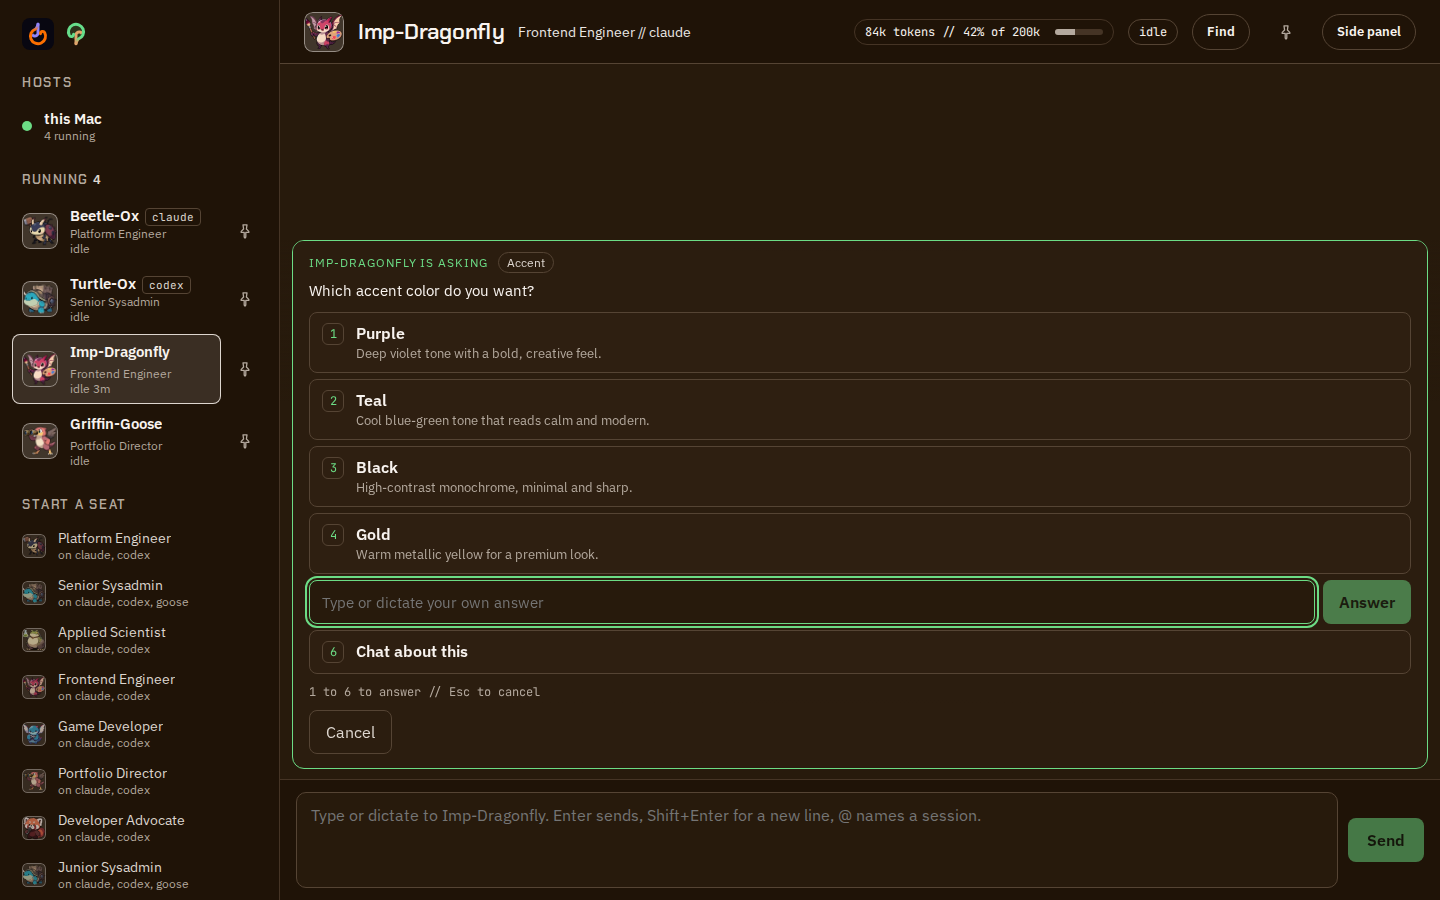 HOSTS
this Mac
4 running
RUNNING 4
Beetle-Ox claude
Platform Engineer
idle
Turtle-Ox codex
Senior Sysadmin
idle
Imp-Dragonfly
Frontend Engineer
idle 3m
Griffin-Goose
Portfolio Director
idle
START A SEAT
Platform Engineer
on claude, codex
Senior Sysadmin
on claude, codex, goose
Applied Scientist
on claude, codex
Frontend Engineer
on claude, codex
Game Developer
on claude, codex
Portfolio Director
on claude, codex
Developer Advocate
on claude, codex
Junior Sysadmin
on claude, codex, goose
Imp-Dragonfly Frontend Engineer // claude 84k tokens // 42% of 200k idle Find Side panel
IMP-DRAGONFLY IS ASKING Accent
Which accent color do you want?
1 Purple
Deep violet tone with a bold, creative feel.
2 Teal
Cool blue-green tone that reads calm and modern.
3 Black
High-contrast monochrome, minimal and sharp.
4 Gold
Warm metallic yellow for a premium look.
Type or dictate your own answer Answer
6 Chat about this
1 to 6 to answer // Esc to cancel
Cancel
Type or dictate to Imp-Dragonfly. Enter sends, Shift+Enter for a new line, @ names a session.
Send